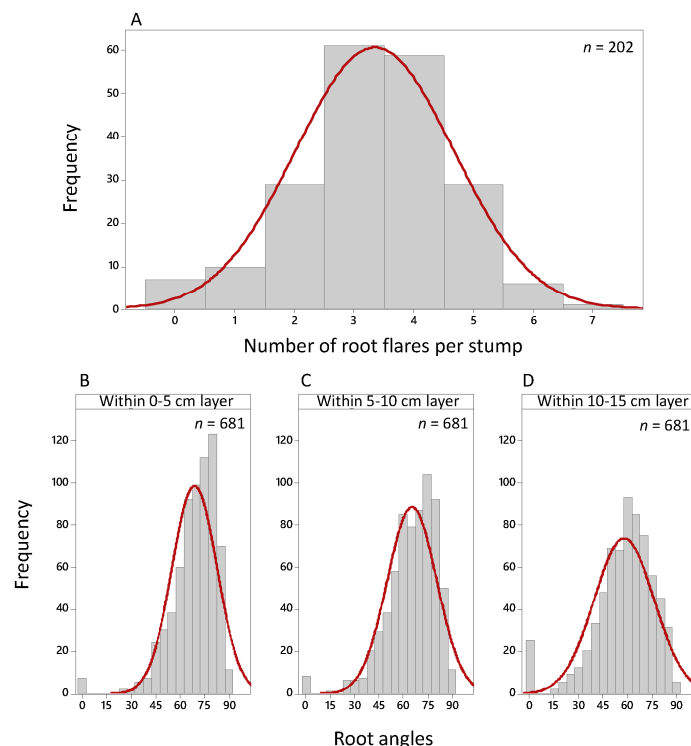 A
n = 202
60
50
40
30
20
10
0
Frequency
0 1 2 3 4 5 6 7
Number of root flares per stump
B C D
Within 0-5 cm layer Within 5-10 cm layer Within 10-15 cm layer
n = 681 n = 681 n = 681
120 120 120
100 100 100
80 80 80
60 60 60
40 40 40
20 20 20
0 0 0
Frequency
0 15 30 45 60 75 90 0 15 30 45 60 75 90 0 15 30 45 60 75 90
Root angles